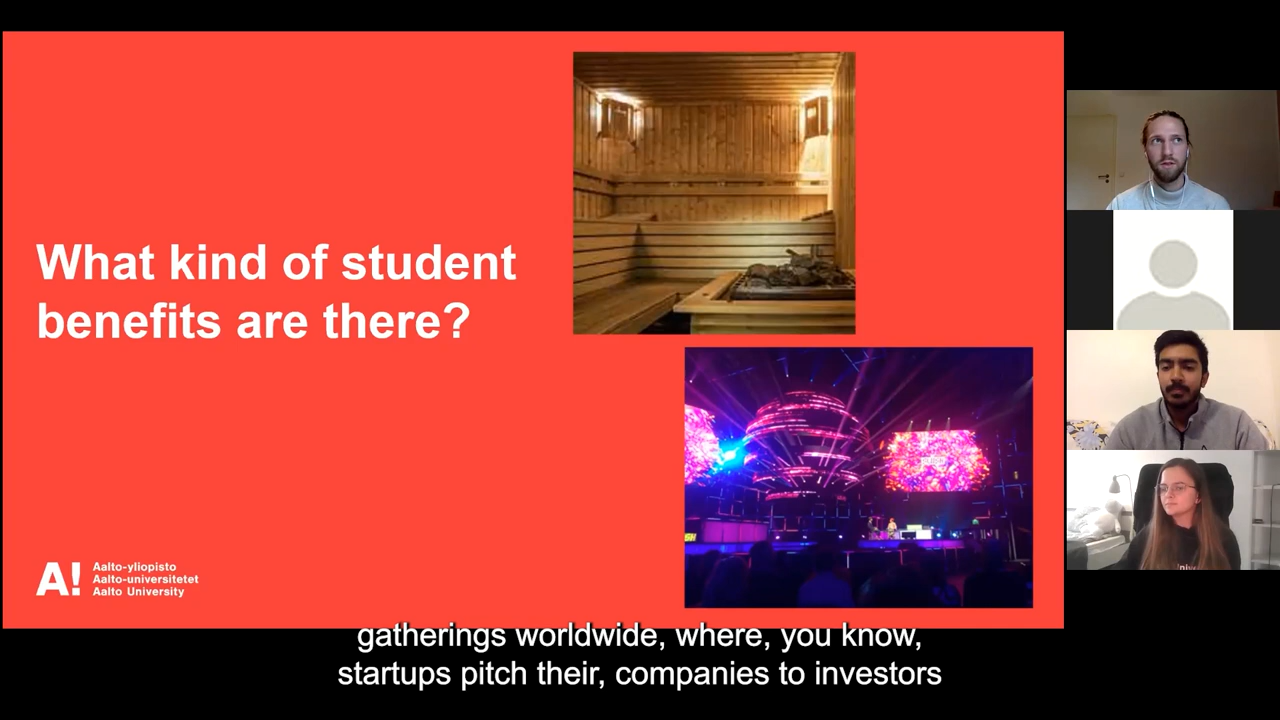 What kind of student
benefits are there?
A!
Aalto-yliopisto
Aalto-universitetet
Aalto University
gatherings worldwide, where, you know,
startups pitch their, companies to investors